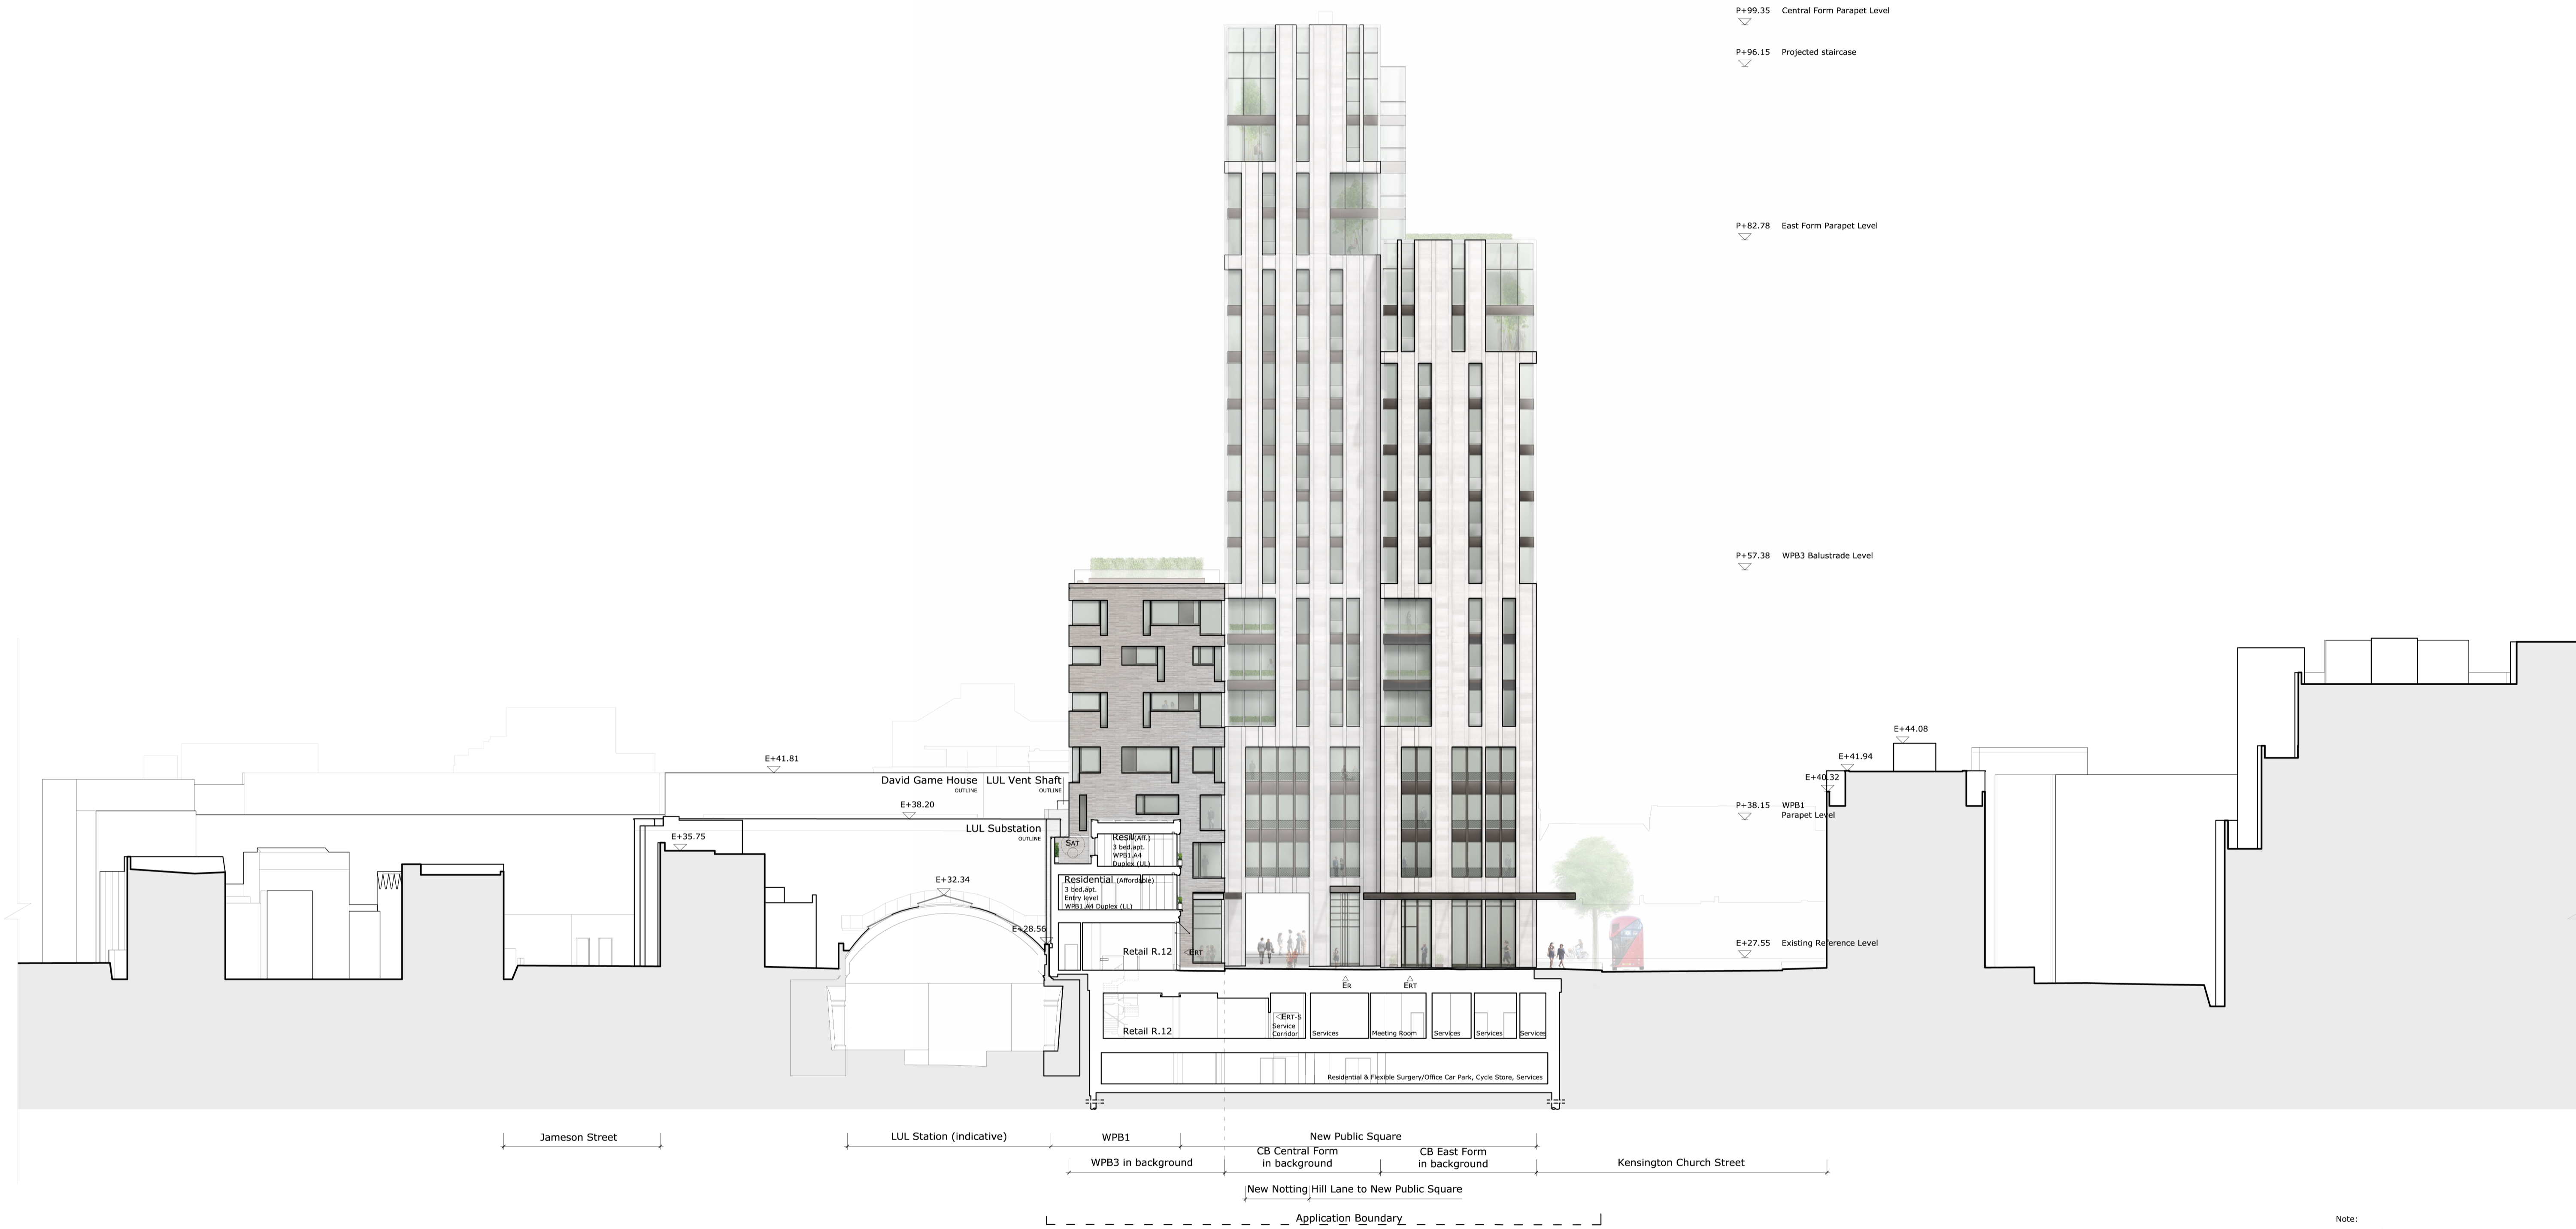 P+99.35 Central Form Parapet Level
P+96.15 Projected staircase
P+82.78 East Form Parapet Level
P+57.38 WPB3 Balustrade Level
E+44.08
E+41.94
E+41.81
E+40.32
David Game House
OUTLINE
LUL Vent Shaft
OUTLINE
E+38.20
P+38.15 WPB1
Parapet Level
LUL Substation
OUTLINE
E+35.75
SAT
Resi (Aff.)
3 bed.apt.
WPB1.A4
Duplex (UL)
E+32.34
Residential (Affordable)
3 bed.apt.
Entry level
WPB1.A4 Duplex (LL)
E+28.56
Retail R.12
ERT
E+27.55 Existing Reference Level
ER
ERT
Retail R.12
ERT-S
Service
Corridor
Services
Meeting Room
Services
Services
Services
Residential & Flexible Surgery/Office Car Park, Cycle Store, Services
Jameson Street
LUL Station (indicative)
WPB1
New Public Square
WPB3 in background
CB Central Form
in background
CB East Form
in background
Kensington Church Street
New Notting Hill Lane to New Public Square
Application Boundary
Note: